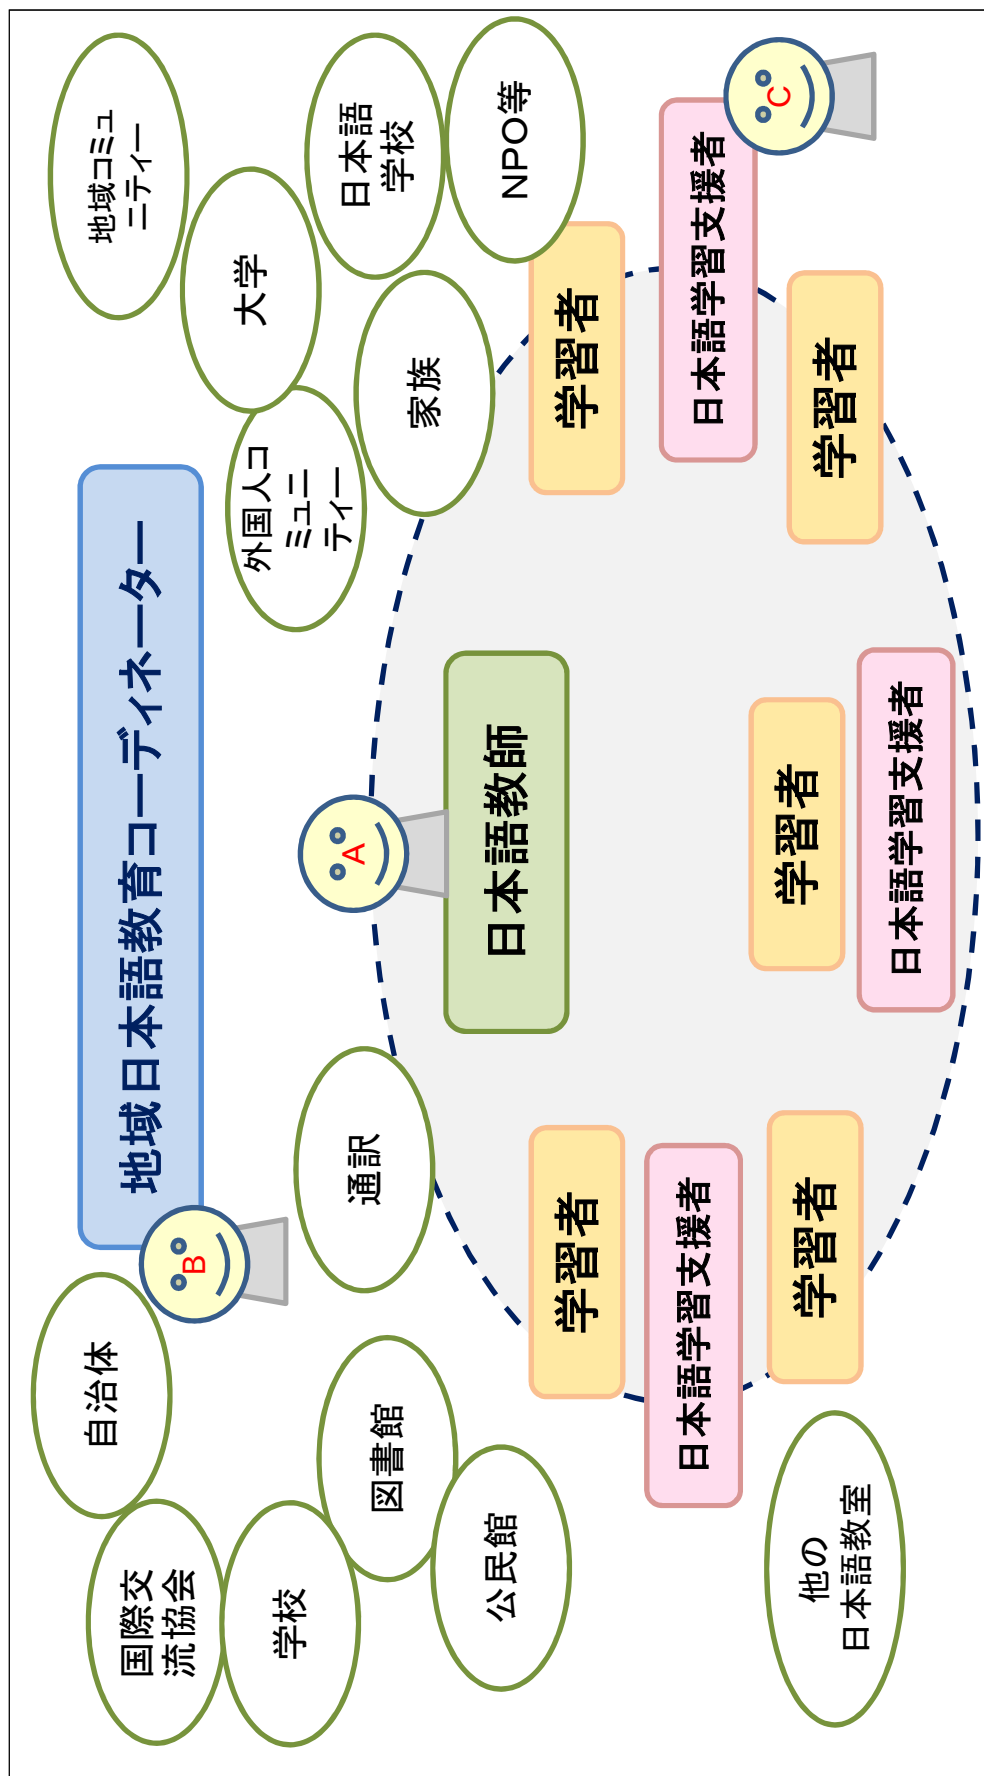 地域日本語教育コーディネーター
B
自治体
国際交
流協会
学校
図書館
公民館
通訳
A
日本語教師
外国人コ
ミュニ
ティー
大学
地域コミュ
ニティー
家族
日本語
学校
NPO等
学習者
日本語学習支援者
学習者
他の
日本語教室
学習者
日本語学習支援者
学習者
日本語学習支援者
C
学習者